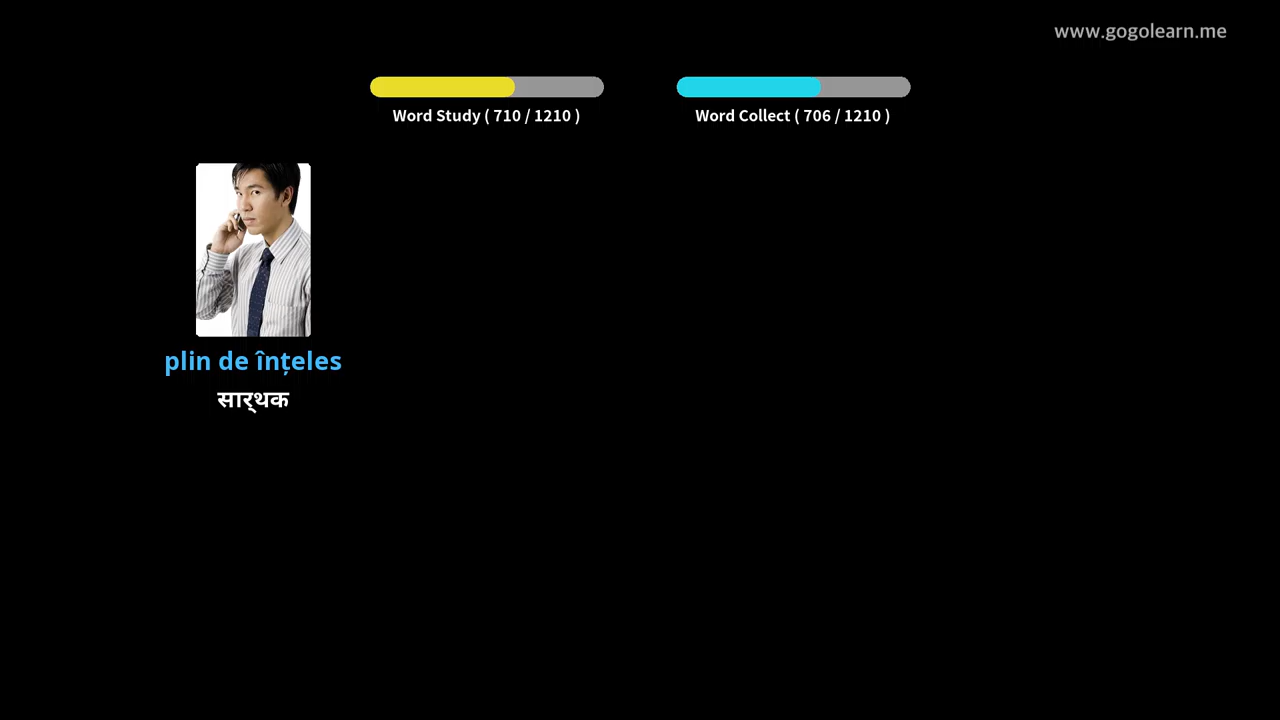 www.gogolearn.me
Word Study ( 710 / 1210 )
Word Collect ( 706 / 1210 )
plin de înțeles
सार्थक